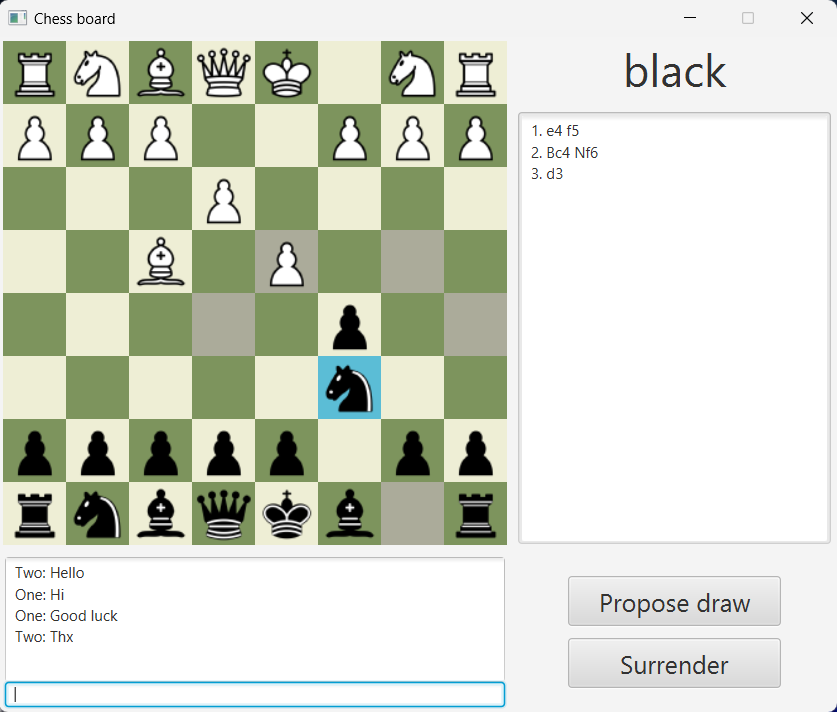 Chess board
black
1. e4 f5
2. Bc4 Nf6
3. d3
Two: Hello
One: Hi
One: Good luck
Two: Thx
Propose draw
Surrender